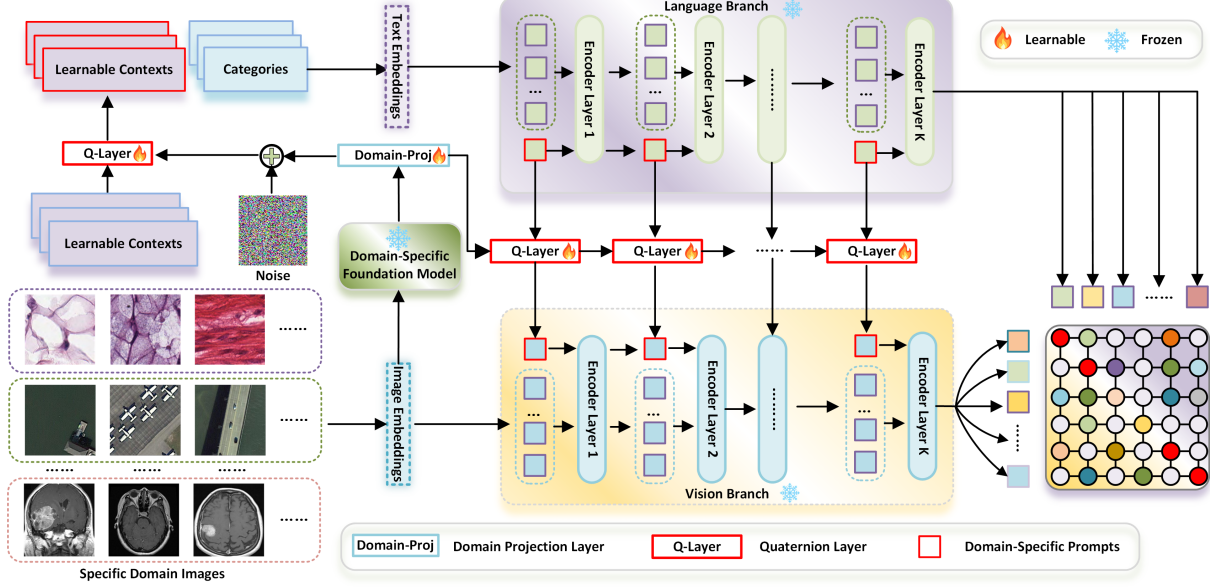 Language Branch
Learnable
Frozen
Learnable Contexts
Categories
Text Embeddings
Encoder Layer 1
Encoder Layer 2
Encoder Layer K
Q-Layer
Domain-Proj
Learnable Contexts
Noise
Domain-Specific
Foundation Model
Q-Layer
Q-Layer
......
Q-Layer
......
Image Embeddings
Encoder Layer 1
Encoder Layer 2
Encoder Layer K
Vision Branch
Specific Domain Images
Domain-Proj
Domain Projection Layer
Q-Layer
Quaternion Layer
Domain-Specific Prompts